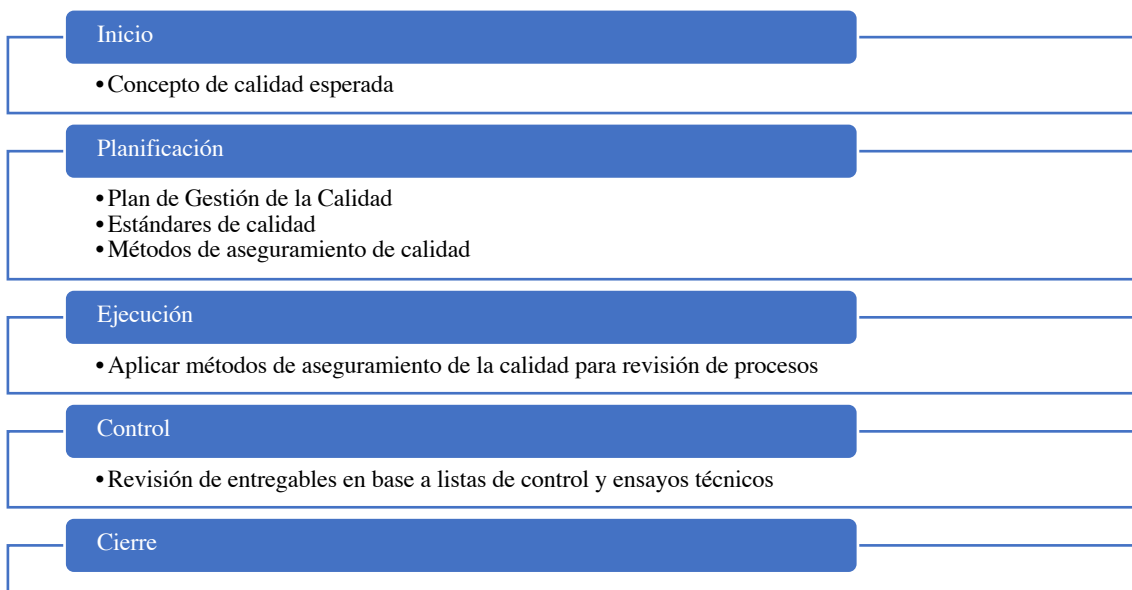 Inicio
•Concepto de calidad esperada
Planificación
•Plan de Gestión de la Calidad
•Estándares de calidad
•Métodos de aseguramiento de calidad
Ejecución
•Aplicar métodos de aseguramiento de la calidad para revisión de procesos
Control
•Revisión de entregables en base a listas de control y ensayos técnicos
Cierre